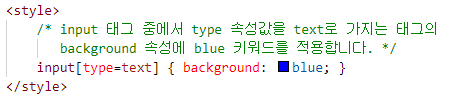 <style>
/* input 태그 중에서 type 속성값을 text로 가지는 태그의
background 속성에 blue 키워드를 적용합니다. */
input[type=text] { background: blue; }
</style>